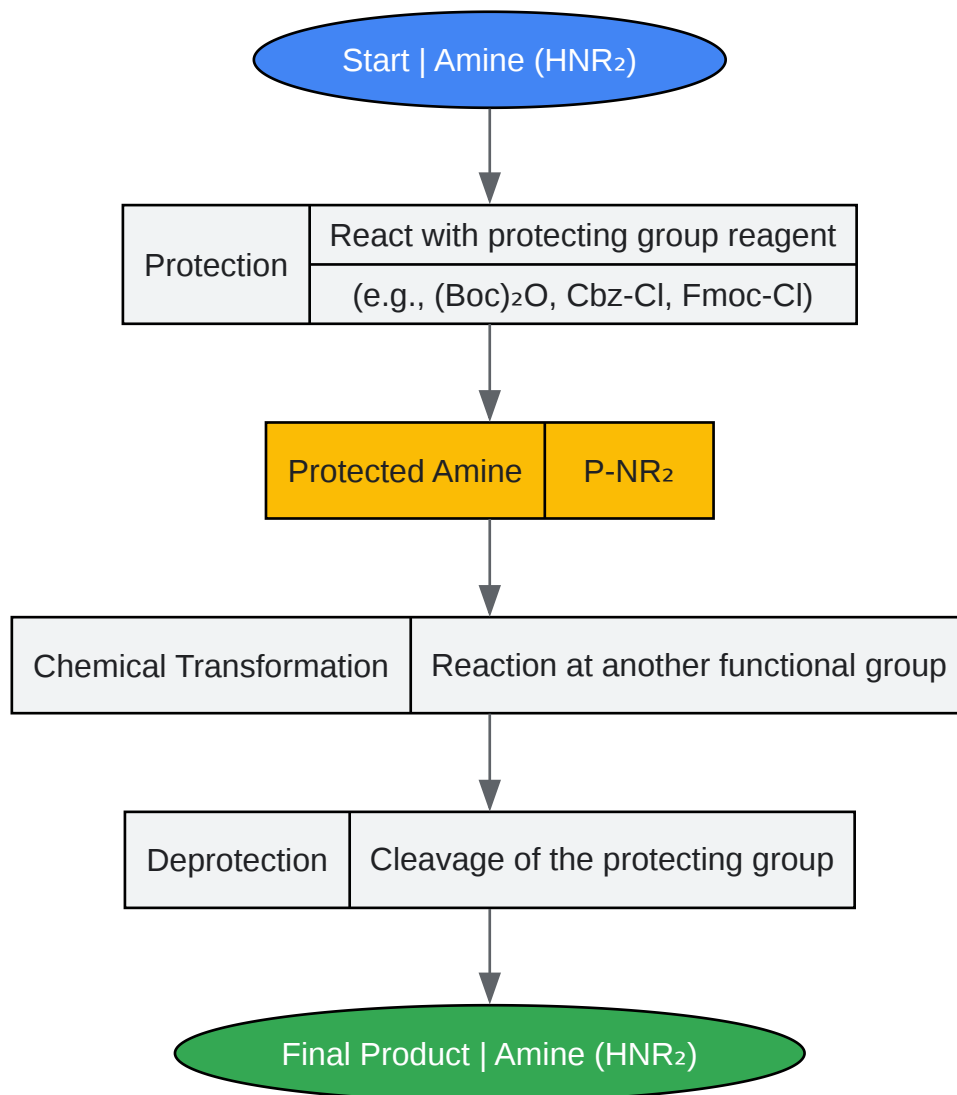 Start | Amine (HNR₂)
Protection
React with protecting group reagent
(e.g., (Boc)₂O, Cbz-Cl, Fmoc-Cl)
Protected Amine
P-NR₂
Chemical Transformation
Reaction at another functional group
Deprotection
Cleavage of the protecting group
Final Product | Amine (HNR₂)